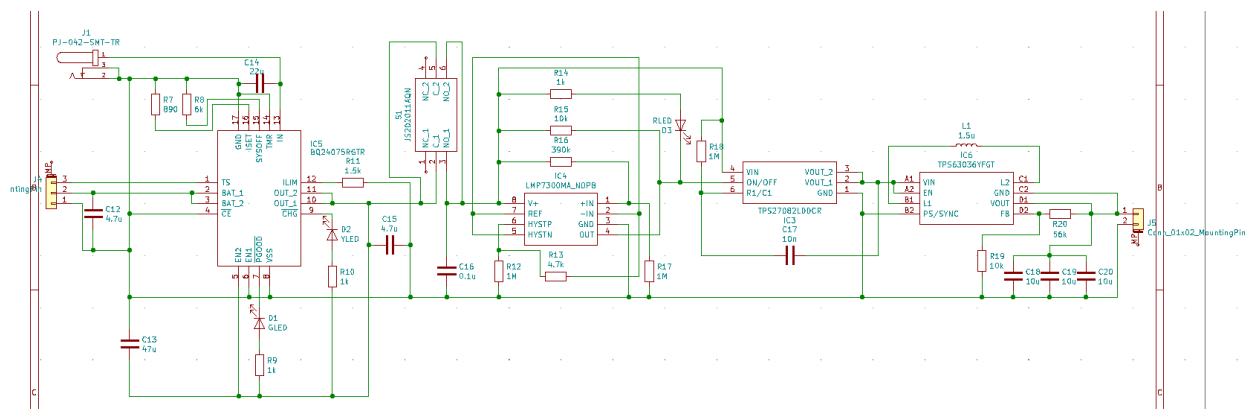 J1
PJ-042-SMT-TR
1
3
2
C14
22u
R7
890
R8
6k
17
16
15
14
13
GND
ISET
SYSOFF
TMR
IN
IC5
BQ24075RGTR
R11
1.5k
J4
MP
3
2
1
C12
4.7u
1
2
3
4
TS
BAT_1
BAT_2
CE
ILIM
OUT_2
OUT_1
CHG
12
11
10
9
EN2
EN1
PGOOD
VSS
5
6
7
8
D2
YLED
R10
1k
C15
4.7u
D1
GLED
R9
1k
C13
47u
S1
JS202011AQN
4
5
6
NC_2
C_2
NO_2
NC_1
C_1
NO_1
1
2
3
C16
0.1u
R14
1k
R15
10k
R16
390k
IC4
LMP7300MA_NOPB
8
7
6
5
V+
REF
HYSTP
HYSTN
+IN
-IN
GND
OUT
1
2
3
4
R12
1M
R13
4.7k
R17
1M
RLED
D3
R18
1M
4
5
6
VIN
ON/OFF
R1/C1
VOUT_2
VOUT_1
GND
3
2
1
TPS27082LDDCR
IC3
C17
10n
L1
1.5u
IC6
TPS63036YFGT
A1
A2
B1
B2
VIN
EN
L1
PS/SYNC
L2
GND
VOUT
FB
C1
C2
D1
D2
R20
56k
R19
10k
C18
10u
C19
10u
C20
10u
1
2
MP
J5
Conn_01x02_MountingPin
B
B
C
C